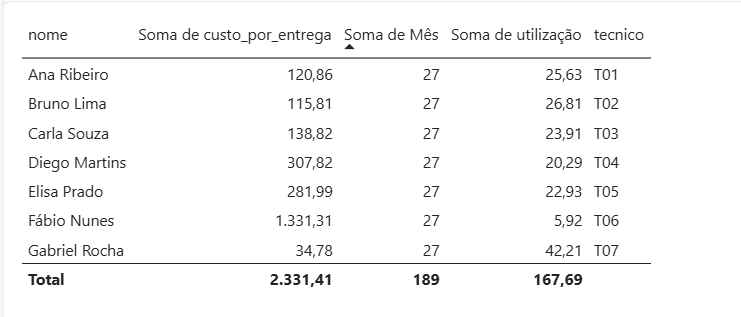 nome Soma de custo_por_entrega Soma de Mês Soma de utilização tecnico
Ana Ribeiro 120,86 27 25,63 T01
Bruno Lima 115,81 27 26,81 T02
Carla Souza 138,82 27 23,91 T03
Diego Martins 307,82 27 20,29 T04
Elisa Prado 281,99 27 22,93 T05
Fábio Nunes 1.331,31 27 5,92 T06
Gabriel Rocha 34,78 27 42,21 T07
Total 2.331,41 189 167,69